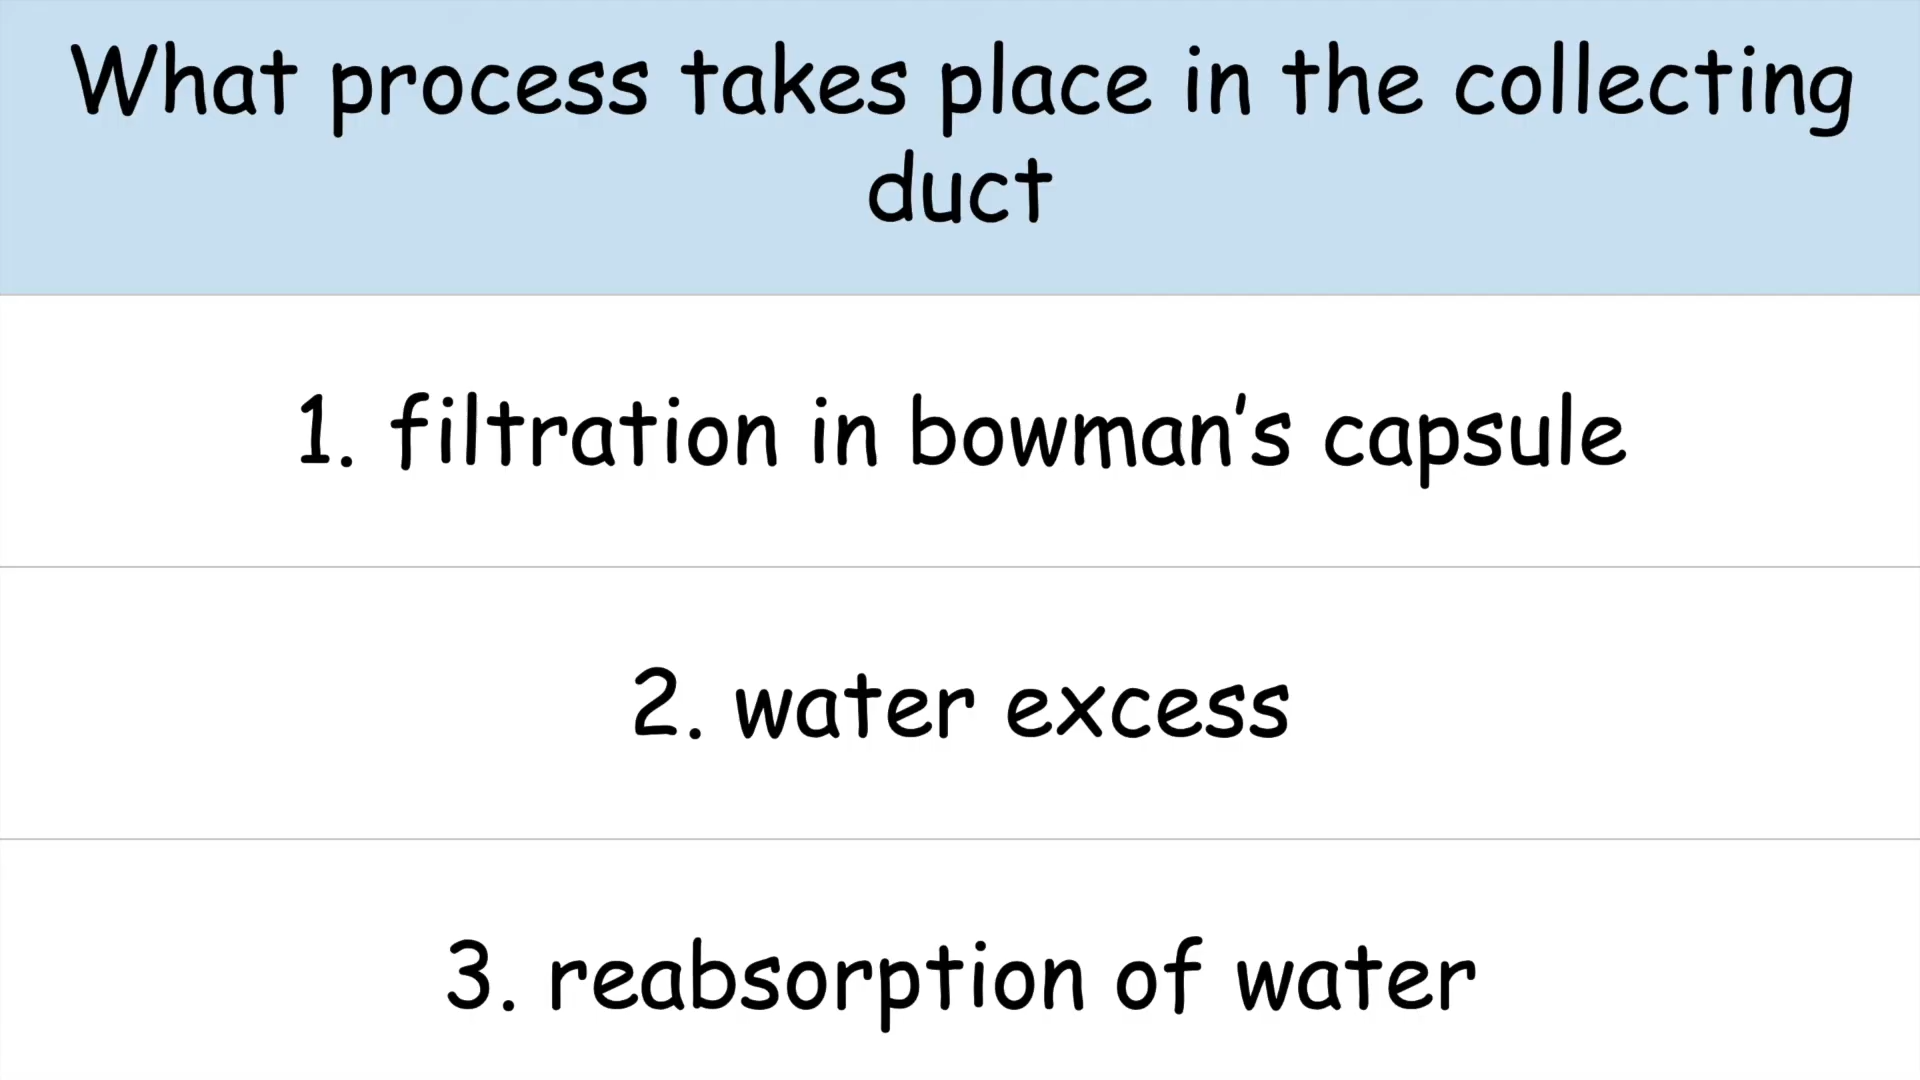 What process takes place in the collecting
duct
1. filtration in bowman's capsule
2. water excess
3. reabsorption of water